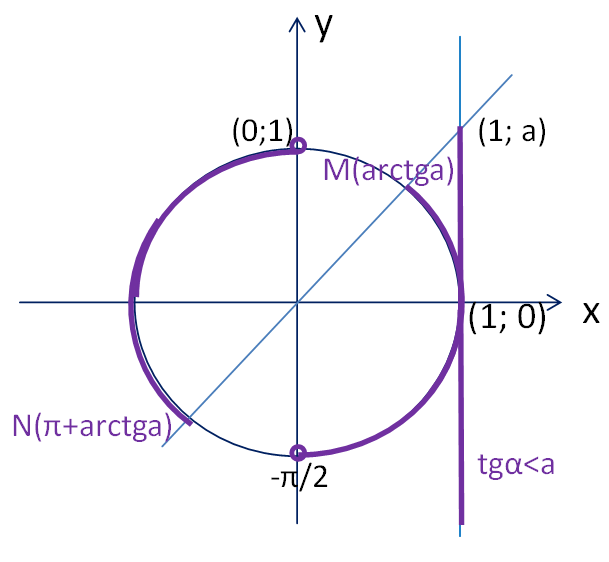 y
(0;1)
(1; a)
M(arctga)
(1; 0)
x
N(π+arctga)
-π/2
tgα<a